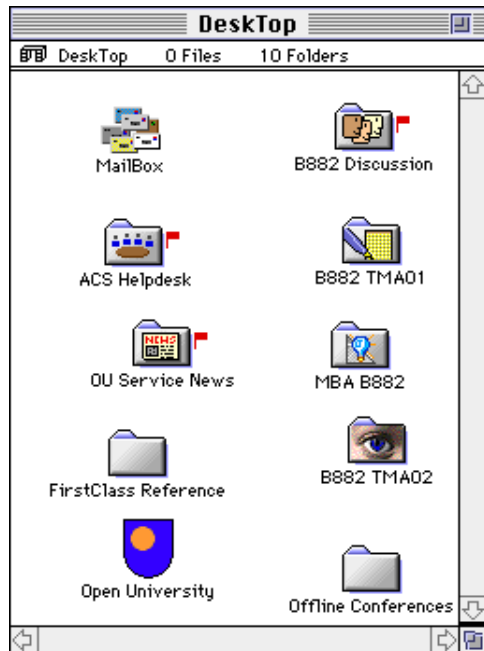 DeskTop
DeskTop 0 Files 10 Folders
MailBox
B882 Discussion
ACS Helpdesk
B882 TMA01
NEWS
OU Service News
MBA B882
FirstClass Reference
B882 TMA02
Open University
Offline Conferences